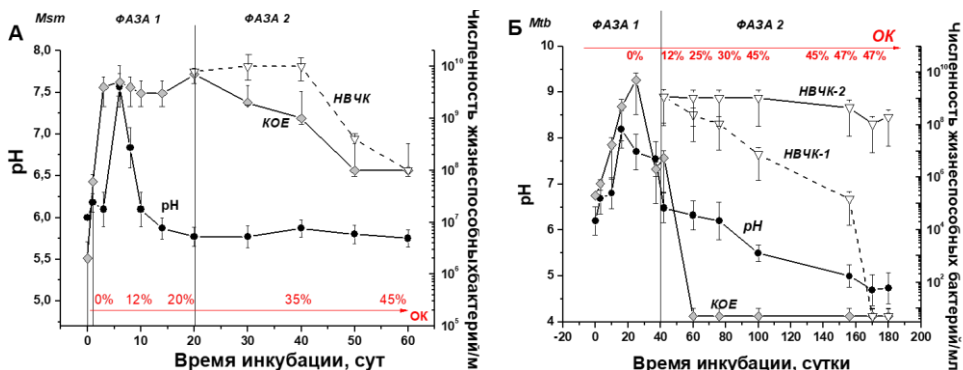 А
Msm
ФАЗА 1
ФАЗА 2
8,0
7,5
7,0
6,5
6,0
5,5
5,0
pH
НВЧК
КОЕ
pH
0%
12%
20%
35%
45%
ОК
0
10
20
30
40
50
60
Время инкубации, сут
10¹⁰
10⁹
10⁸
10⁷
10⁶
10⁵
Численность жизнеспособныхбактерий/м
Б
Mtb
ФАЗА 1
ФАЗА 2
ОК
0%
12%
25%
30%
45%
45%
47%
47%
10
9
8
7
6
5
4
pH
НВЧК-2
НВЧК-1
pH
КОЕ
-20
0
20
40
60
80
100
120
140
160
180
200
Время инкубации, сутки
10¹⁰
10⁸
10⁶
10⁴
10²
Численность жизнеспособных бактерий/мл